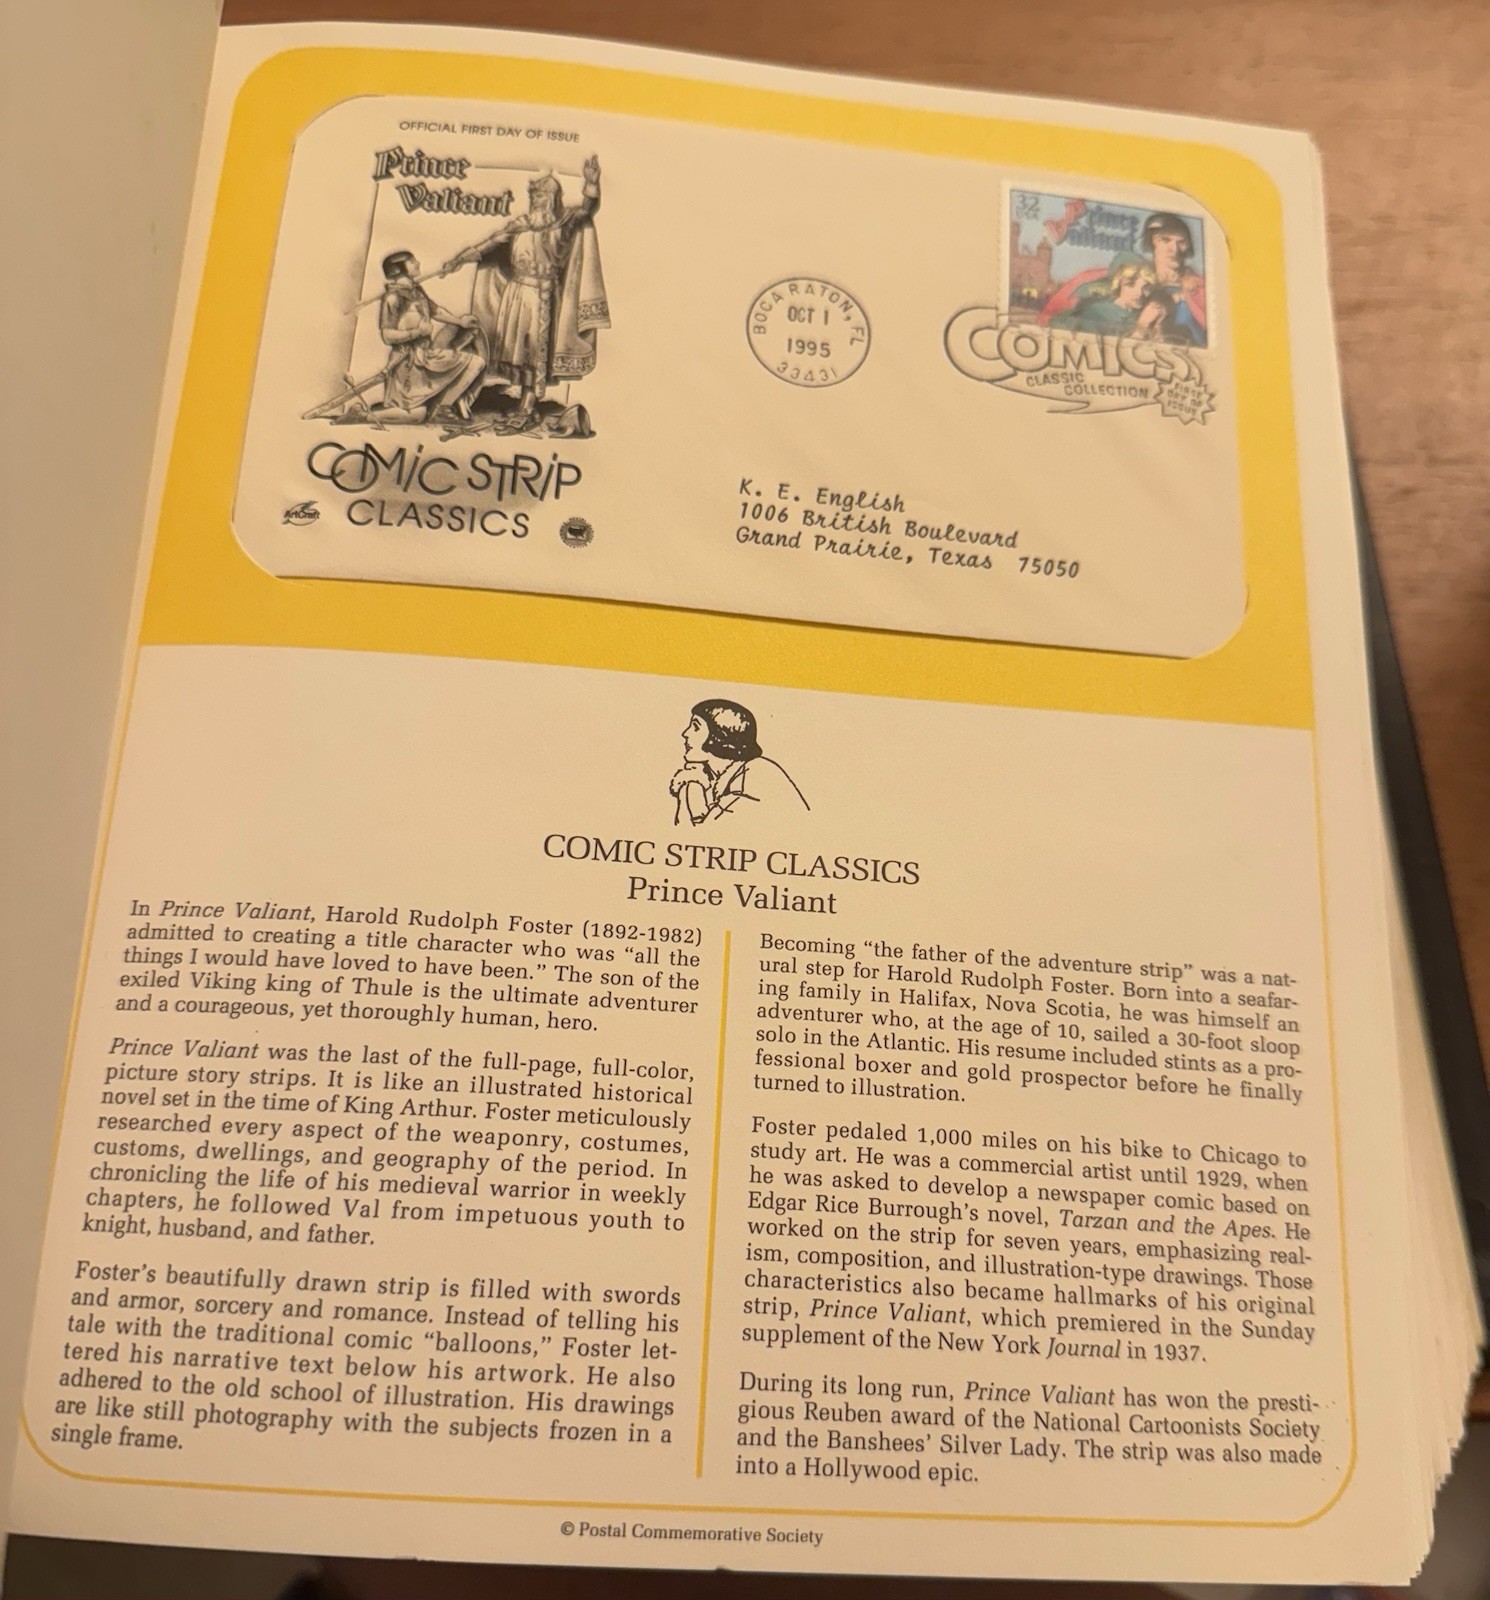 OFFICIAL FIRST DAY OF ISSUE
Prince
Valiant
COMIC STRIP
CLASSICS
ArtCraft
BOCA RATON, FL
OCT 1
1995
33431
32
USA
Prince
Valiant
COMICS
CLASSIC
COLLECTION
FIRST
DAY OF
ISSUE
K. E. English
1006 British Boulevard
Grand Prairie, Texas 75050
COMIC STRIP CLASSICS
Prince Valiant
In Prince Valiant, Harold Rudolph Foster (1892-1982)
admitted to creating a title character who was “all the
things I would have loved to have been.” The son of the
exiled Viking king of Thule is the ultimate adventurer
and a courageous, yet thoroughly human, hero.
Prince Valiant was the last of the full-page, full-color,
picture story strips. It is like an illustrated historical
novel set in the time of King Arthur. Foster meticulously
researched every aspect of the weaponry, costumes,
customs, dwellings, and geography of the period. In
chronicling the life of his medieval warrior in weekly
chapters, he followed Val from impetuous youth to
knight, husband, and father.
Foster’s beautifully drawn strip is filled with swords
and armor, sorcery and romance. Instead of telling his
tale with the traditional comic “balloons,” Foster let-
tered his narrative text below his artwork. He also
adhered to the old school of illustration. His drawings
are like still photography with the subjects frozen in a
single frame.
Becoming “the father of the adventure strip” was a nat-
ural step for Harold Rudolph Foster. Born into a seafar-
ing family in Halifax, Nova Scotia, he was himself an
adventurer who, at the age of 10, sailed a 30-foot sloop
solo in the Atlantic. His resume included stints as a pro-
fessional boxer and gold prospector before he finally
turned to illustration.
Foster pedaled 1,000 miles on his bike to Chicago to
study art. He was a commercial artist until 1929, when
he was asked to develop a newspaper comic based on
Edgar Rice Burrough’s novel, Tarzan and the Apes. He
worked on the strip for seven years, emphasizing real-
ism, composition, and illustration-type drawings. Those
characteristics also became hallmarks of his original
strip, Prince Valiant, which premiered in the Sunday
supplement of the New York Journal in 1937.
During its long run, Prince Valiant has won the presti-
gious Reuben award of the National Cartoonists Society
and the Banshees’ Silver Lady. The strip was also made
into a Hollywood epic.
© Postal Commemorative Society